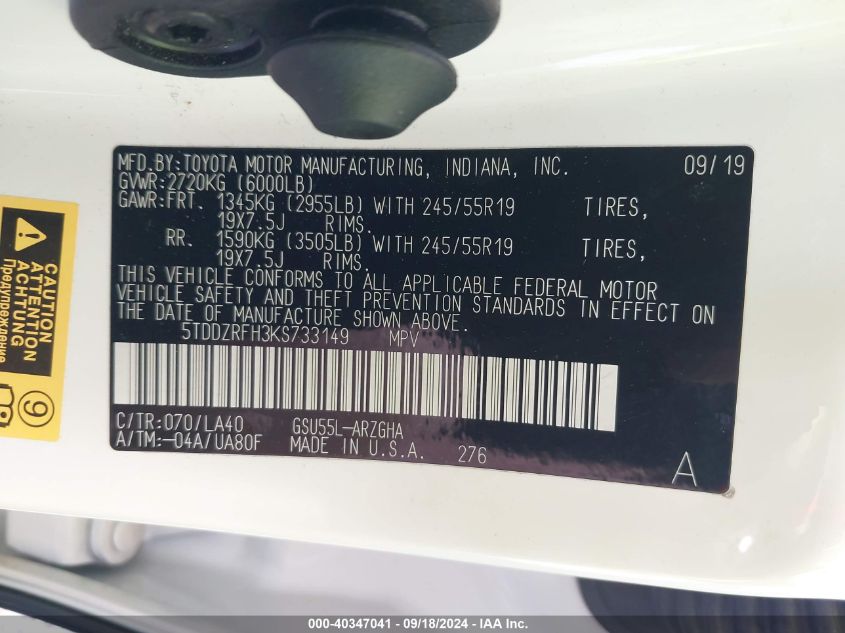 MFD.BY:TOYOTA MOTOR MANUFACTURING, INDIANA, INC. 09/19
GVWR:2720KG (6000LB)
GAWR:FRT. 1345KG (2955LB) WITH 245/55R19 TIRES,
19X7.5J RIMS.
RR. 1590KG (3505LB) WITH 245/55R19 TIRES,
19X7.5J RIMS.
THIS VEHICLE CONFORMS TO ALL APPLICABLE FEDERAL MOTOR
VEHICLE SAFETY AND THEFT PREVENTION STANDARDS IN EFFECT ON
THE DATE OF MANUFACTURE SHOWN ABOVE.
5TDDZRFH3KS733149 MPV
C/TR:070/LA40 GSU55L-ARZGHA
A/TM:-04A/UA80F MADE IN U.S.A. 276
A
CAUTION
ATTENTION
ACHTUNG
Предупреждение
9
000-40347041 - 09/18/2024 - IAA Inc.